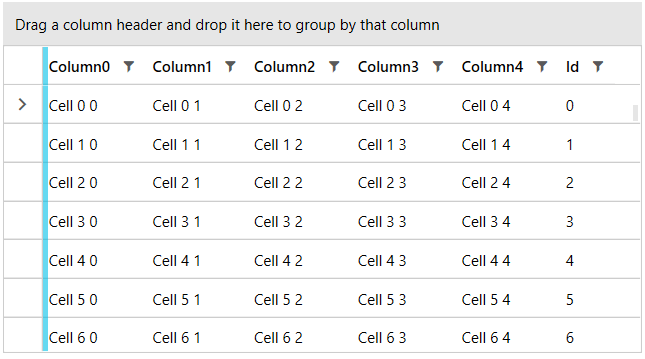 Drag a column header and drop it here to group by that column
Column0 Column1 Column2 Column3 Column4 Id
Cell 0 0 Cell 0 1 Cell 0 2 Cell 0 3 Cell 0 4 0
Cell 1 0 Cell 1 1 Cell 1 2 Cell 1 3 Cell 1 4 1
Cell 2 0 Cell 2 1 Cell 2 2 Cell 2 3 Cell 2 4 2
Cell 3 0 Cell 3 1 Cell 3 2 Cell 3 3 Cell 3 4 3
Cell 4 0 Cell 4 1 Cell 4 2 Cell 4 3 Cell 4 4 4
Cell 5 0 Cell 5 1 Cell 5 2 Cell 5 3 Cell 5 4 5
Cell 6 0 Cell 6 1 Cell 6 2 Cell 6 3 Cell 6 4 6